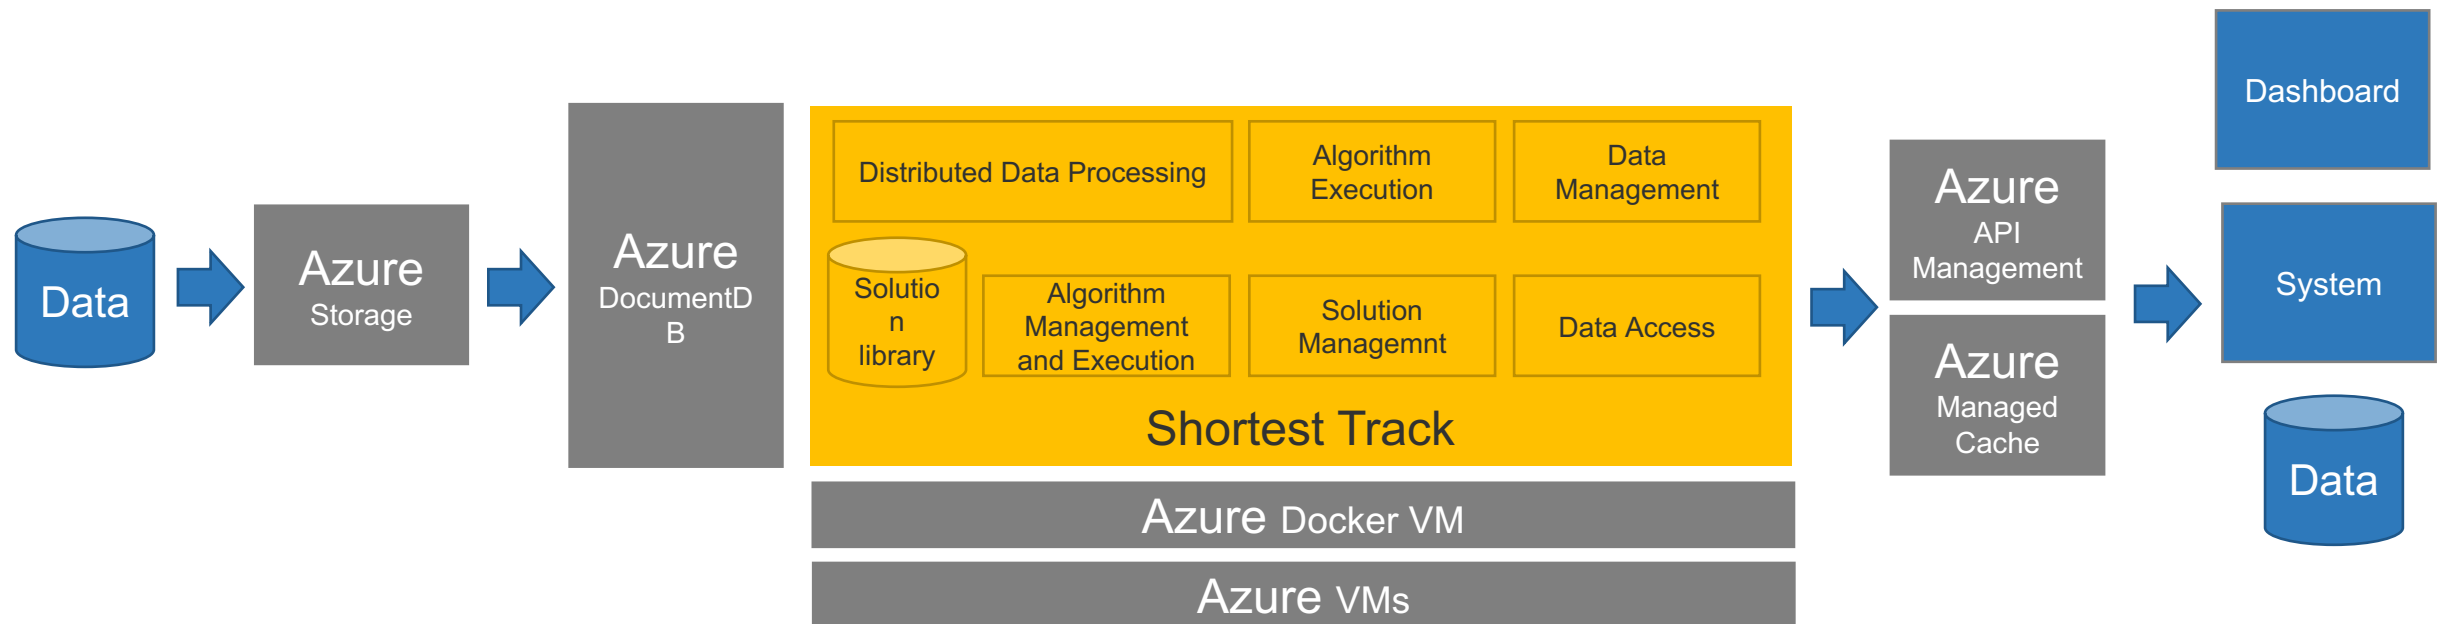 Data
Azure
Storage
Azure
DocumentD
B
Distributed Data Processing
Algorithm
Execution
Data
Management
Solutio
n
library
Algorithm
Management
and Execution
Solution
Managemnt
Data Access
Shortest Track
Azure Docker VM
Azure VMs
Azure
API
Management
Azure
Managed
Cache
Dashboard
System
Data